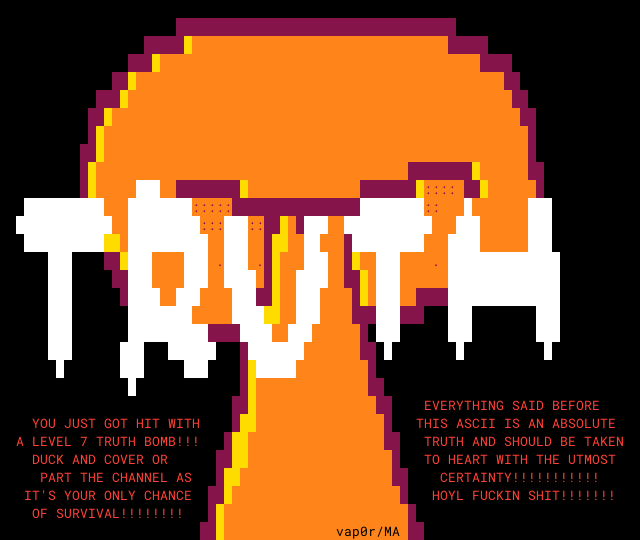 TRVTH
YOU JUST GOT HIT WITH
A LEVEL 7 TRUTH BOMB!!!
DUCK AND COVER OR
PART THE CHANNEL AS
IT'S YOUR ONLY CHANCE
OF SURVIVAL!!!!!!!!
EVERYTHING SAID BEFORE
THIS ASCII IS AN ABSOLUTE
TRUTH AND SHOULD BE TAKEN
TO HEART WITH THE UTMOST
CERTAINTY!!!!!!!!!!!
HOYL FUCKIN SHIT!!!!!!!
vap0r/MA